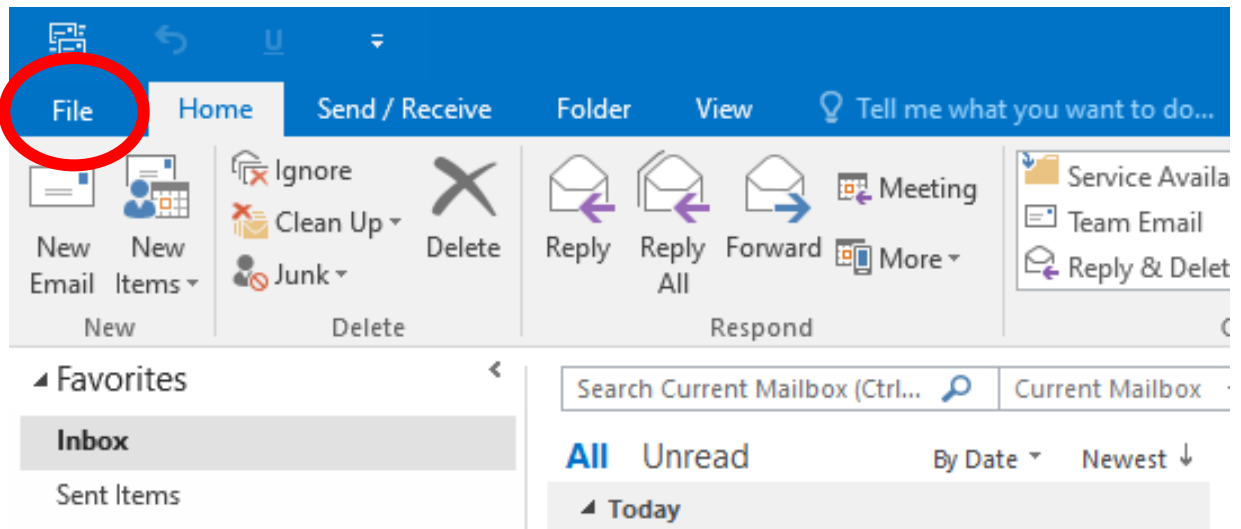 File Home Send / Receive Folder View Tell me what you want to do...
New Email
New Items
Ignore
Clean Up
Junk
Delete
Reply
Reply All
Forward
Meeting
More
Service Availa
Team Email
Reply & Delet
New Delete Respond
Favorites
Inbox
Sent Items
Search Current Mailbox (Ctrl... Current Mailbox
All Unread By Date Newest
Today